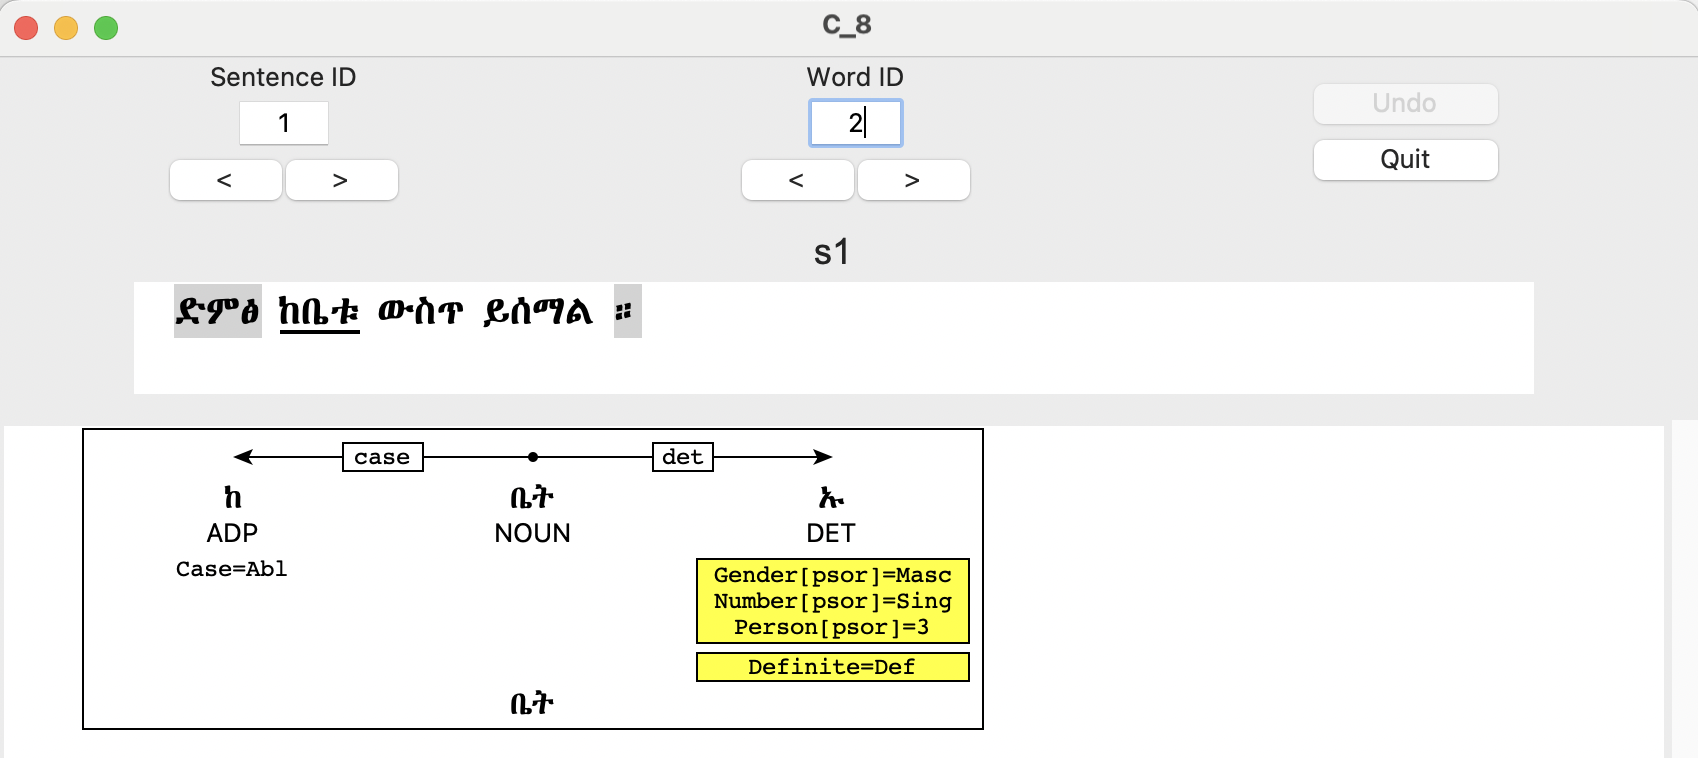 C_8
Sentence ID
Word ID
Undo
1
2
Quit
< >
< >
s1
ድምፅ ከቤቱ ውስጥ ይሰማል ።
case det
ከ ቤት ኡ
ADP NOUN DET
Case=Abl
Gender[psor]=Masc
Number[psor]=Sing
Person[psor]=3
Definite=Def
ቤት